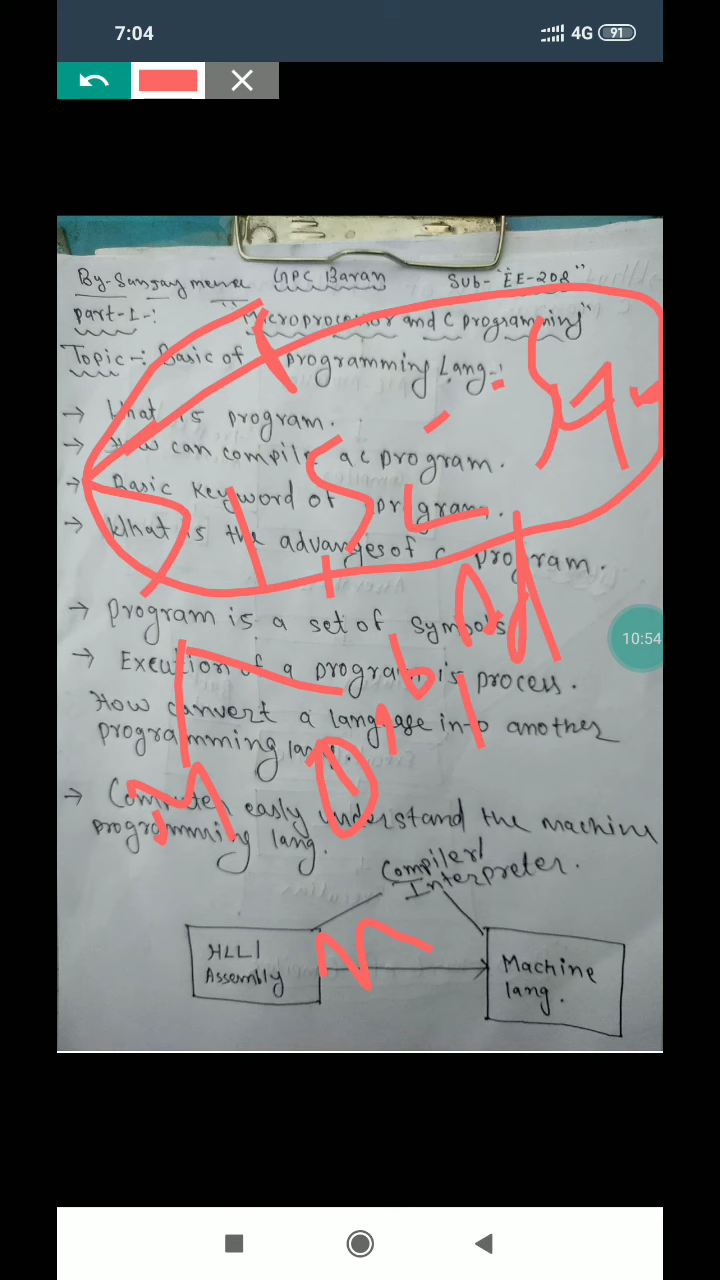 7:04
4G 91
By-Sanjay meena GPC Baran Sub- "EE-208"
part-1-:
"Microprocessor and C programming"
Topic-: Basic of programming Lang-:
→ What is program.
→ How can compile a c program.
→ Basic Keyword of program.
→ What is the advanges of c program.
→ Program is a set of Symbols
→ Execution of a program is process.
How convert a language into another
programming lang.
→ Computer easly understand the machine
programming lang.
Compiler/
Interpreter.
HLL/
Assembly
Machine
lang.
10:54